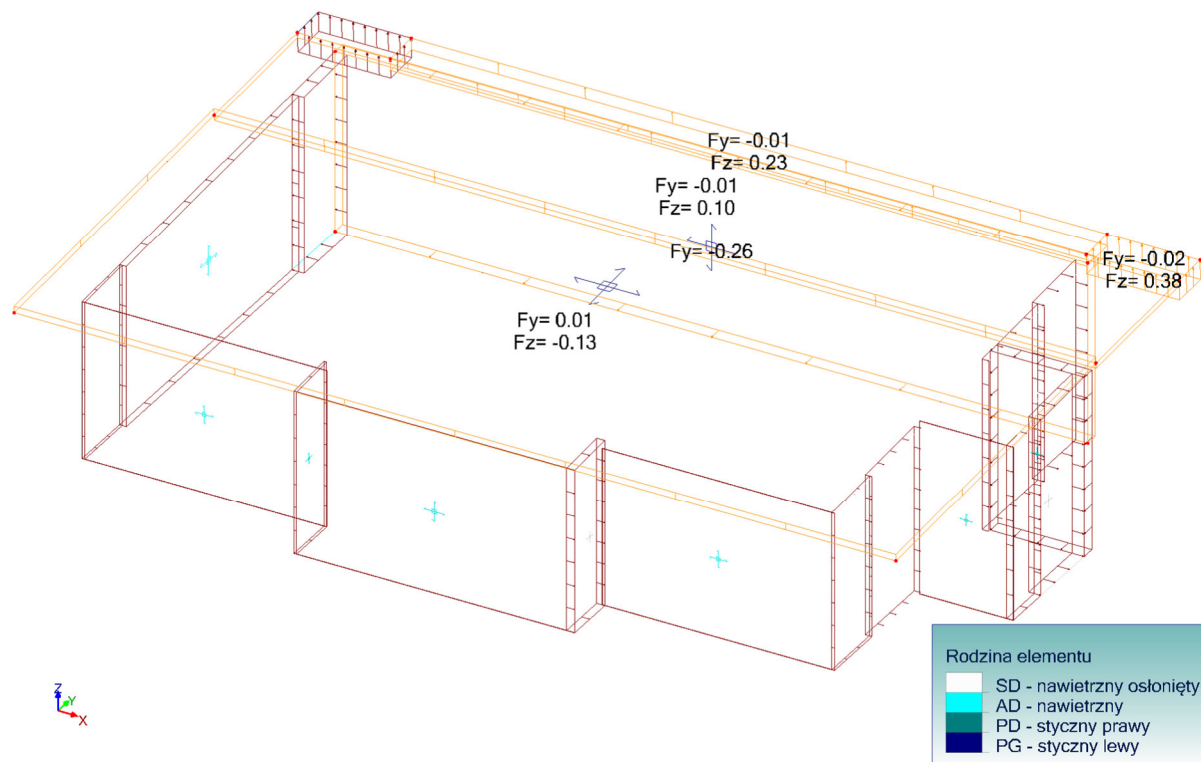 Fy= -0.01
Fz= 0.23
Fy= -0.01
Fz= 0.10
Fy= -0.26
Fy= -0.02
Fz= 0.38
Fy= 0.01
Fz= -0.13
Rodzina elementu
SD - nawietrzny osłonięty
AD - nawietrzny
PD - styczny prawy
PG - styczny lewy
Z
Y
X